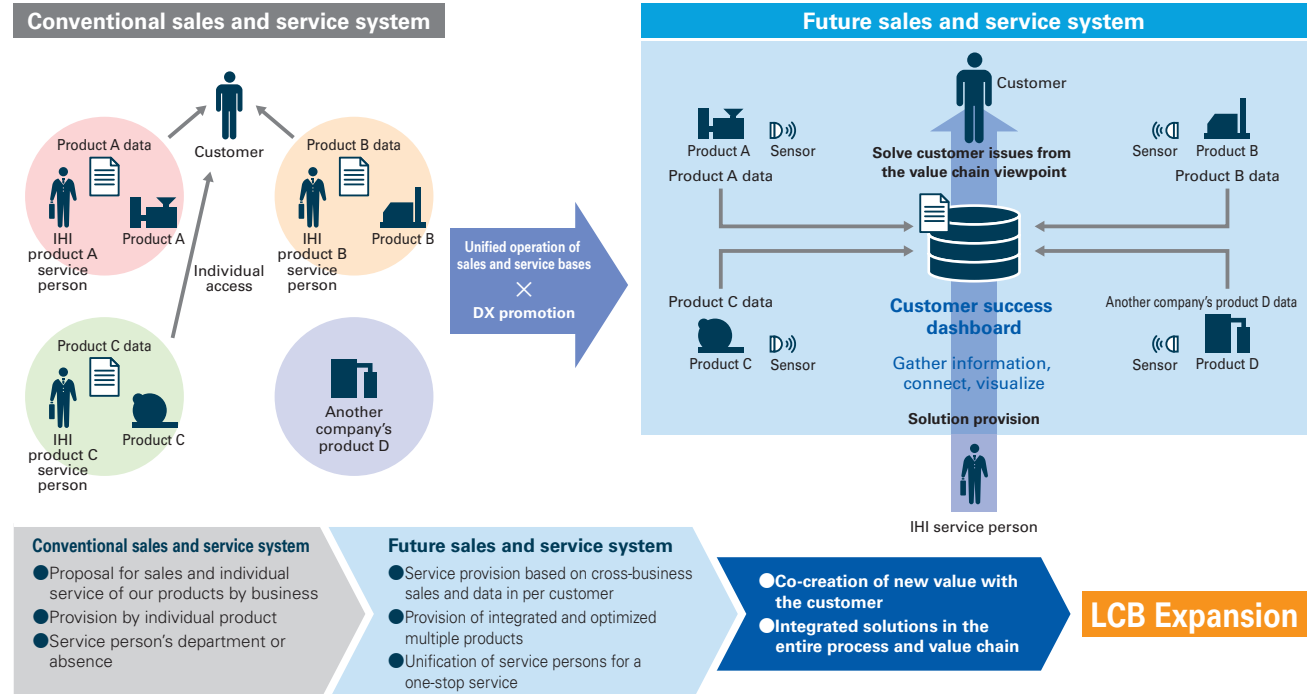 Conventional sales and service system
Customer
Product A data
IHI
product A
service
person
Product A
Product B data
IHI
product B
service
person
Product B
Individual
access
Product C data
IHI
product C
service
person
Product C
Another
company's
product D
Unified operation of
sales and service bases
×
DX promotion
Future sales and service system
Customer
Product A
Sensor
Product A data
Solve customer issues from
the value chain viewpoint
Sensor
Product B
Product B data
Product C data
Product C
Sensor
Customer success
dashboard
Gather information,
connect, visualize
Another company's product D data
Sensor
Product D
Solution provision
IHI service person
Conventional sales and service system
●Proposal for sales and individual
service of our products by business
●Provision by individual product
●Service person's department or
absence
Future sales and service system
●Service provision based on cross-business
sales and data in per customer
●Provision of integrated and optimized
multiple products
●Unification of service persons for a
one-stop service
●Co-creation of new value with
the customer
●Integrated solutions in the
entire process and value chain
LCB Expansion